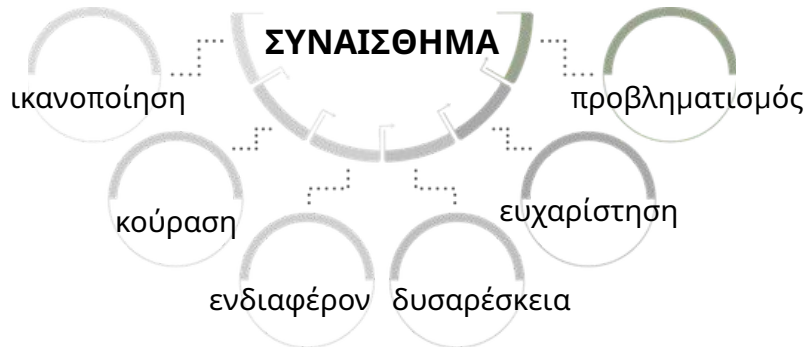 ΣΥΝΑΙΣΘΗΜΑ
ικανοποίηση
προβληματισμός
κούραση
ευχαρίστηση
ενδιαφέρον
δυσαρέσκεια